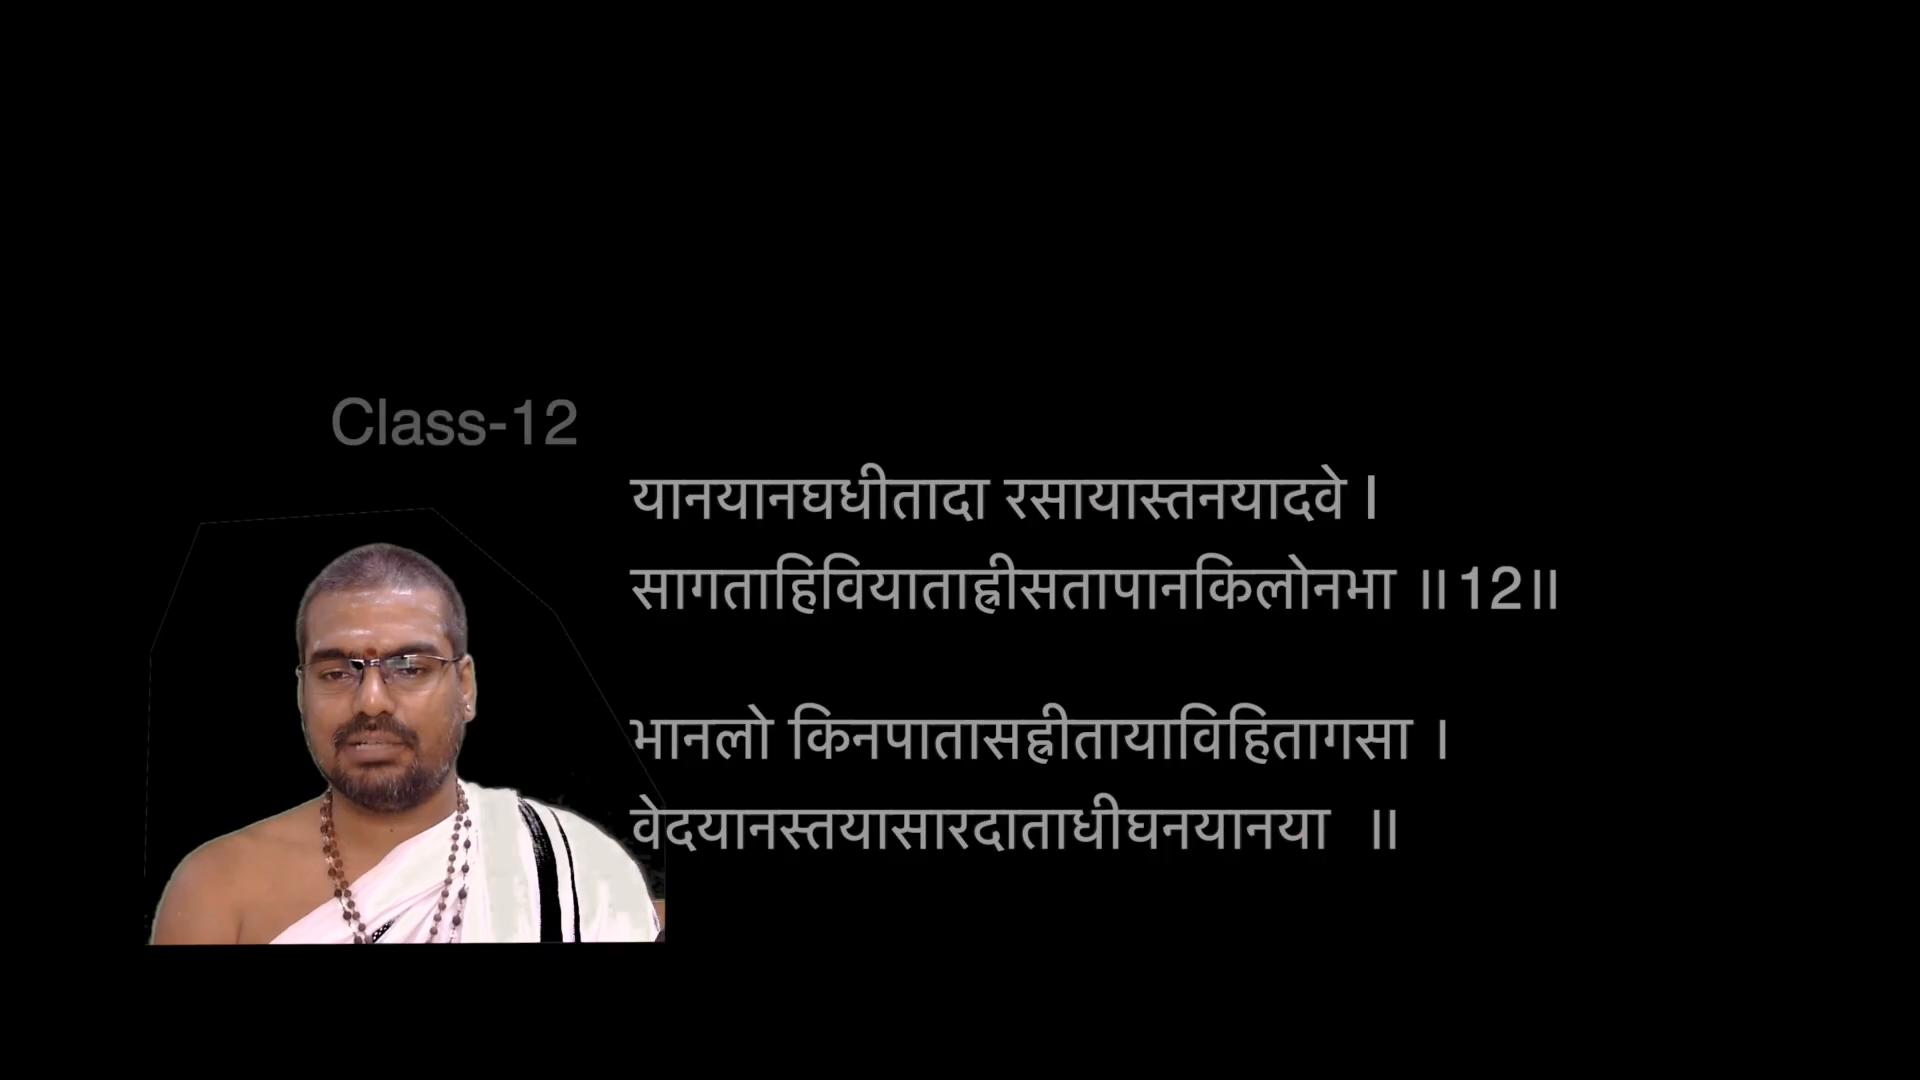 Class-12
यानयानघधीतादा रसायास्तनयादवे ।
सागताहिवियाताह्रीसतापानकिलोनभा ॥12॥
भानलो किनपातासह्रीतायाविहितागसा ।
वेदयानस्तयासारदाताधीघनयानया ॥